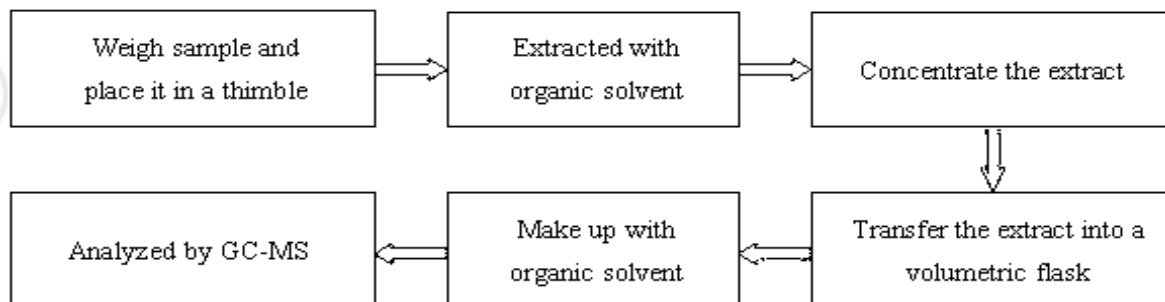 Weigh sample and
place it in a thimble
Extracted with
organic solvent
Concentrate the extract
Transfer the extract into a
volumetric flask
Make up with
organic solvent
Analyzed by GC-MS